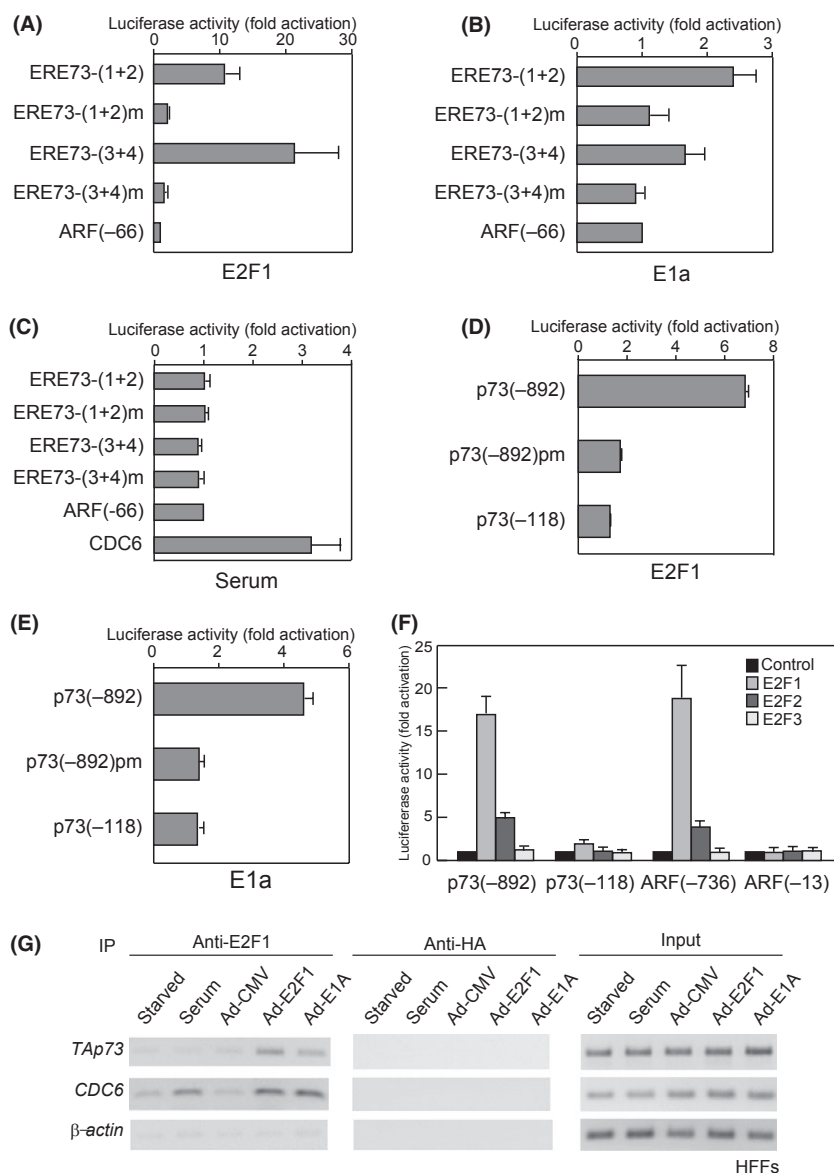 (A)
Luciferase activity (fold activation)
0 10 20 30
ERE73-(1+2)
ERE73-(1+2)m
ERE73-(3+4)
ERE73-(3+4)m
ARF(–66)
E2F1
(B)
Luciferase activity (fold activation)
0 1 2 3
ERE73-(1+2)
ERE73-(1+2)m
ERE73-(3+4)
ERE73-(3+4)m
ARF(–66)
E1a
(C)
Luciferase activity (fold activation)
0 1 2 3 4
ERE73-(1+2)
ERE73-(1+2)m
ERE73-(3+4)
ERE73-(3+4)m
ARF(-66)
CDC6
Serum
(D)
Luciferase activity (fold activation)
0 2 4 6 8
p73(–892)
p73(–892)pm
p73(–118)
E2F1
(E)
Luciferase activity (fold activation)
0 2 4 6
p73(–892)
p73(–892)pm
p73(–118)
E1a
(F)
Lucifererase activity (fold activation)
25
20
15
10
5
0
Control
E2F1
E2F2
E2F3
p73(–892) p73(–118) ARF(–736) ARF(–13)
(G)
IP Anti-E2F1 Anti-HA Input
Starved Serum Ad-CMV Ad-E2F1 Ad-E1A Starved Serum Ad-CMV Ad-E2F1 Ad-E1A Starved Serum Ad-CMV Ad-E2F1 Ad-E1A
TAp73
CDC6
β-actin
HFFs